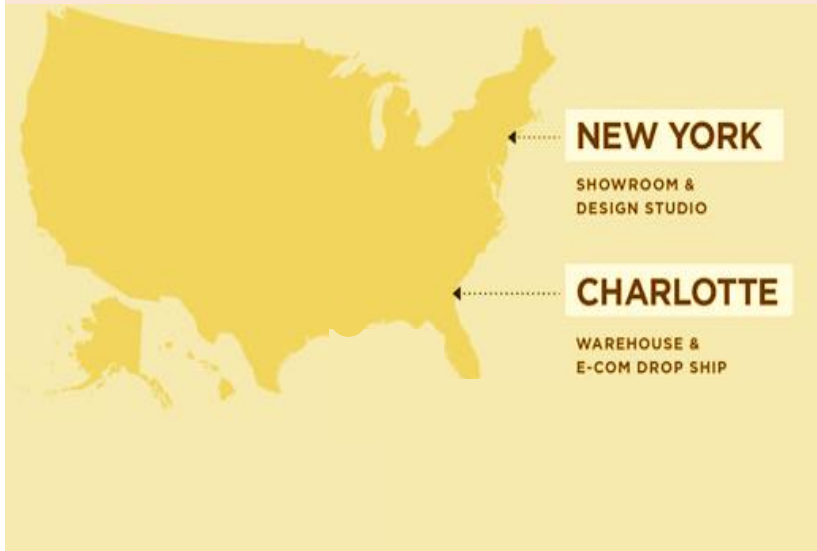 NEW YORK
SHOWROOM &
DESIGN STUDIO
CHARLOTTE
WAREHOUSE &
E-COM DROP SHIP